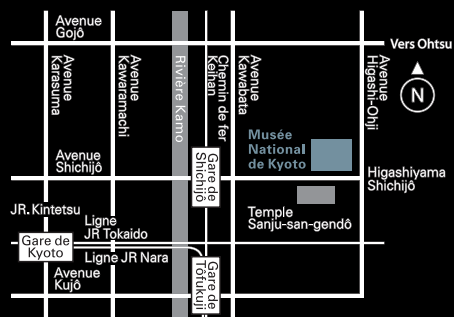 Avenue
Gojô
Vers Ohtsu
Avenue
Karasuma
Avenue
Kawaramachi
Rivière Kamo
Chemin de fer
Keihan
Avenue
Kawabata
Avenue
Higashi-Ohji
N
Musée
National
de Kyoto
Avenue
Shichijô
Gare de
Shichijô
Higashiyama
Shichijô
JR. Kintetsu
Ligne
JR Tokaido
Temple
Sanju-san-gendô
Gare de
Kyoto
Ligne JR Nara
Gare de
Tôfukuji
Avenue
Kujô